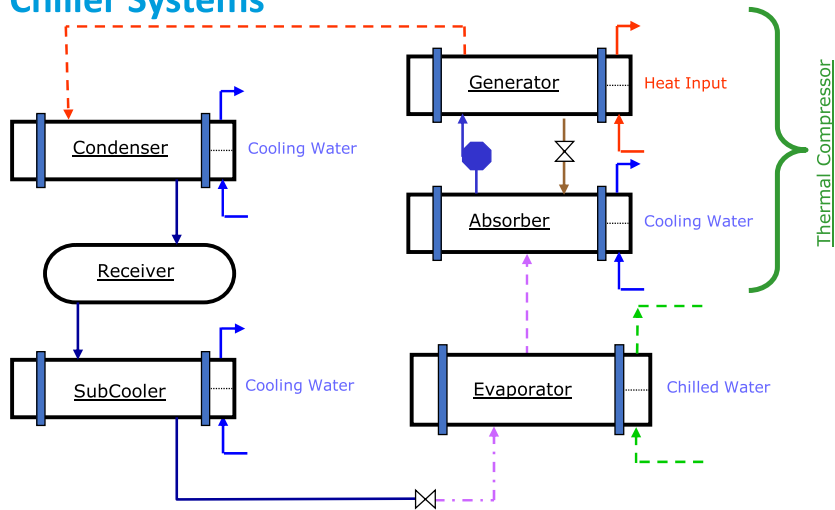 Chiller Systems
Generator
Heat Input
Condenser
Cooling Water
Absorber
Cooling Water
Thermal Compressor
Receiver
SubCooler
Cooling Water
Evaporator
Chilled Water